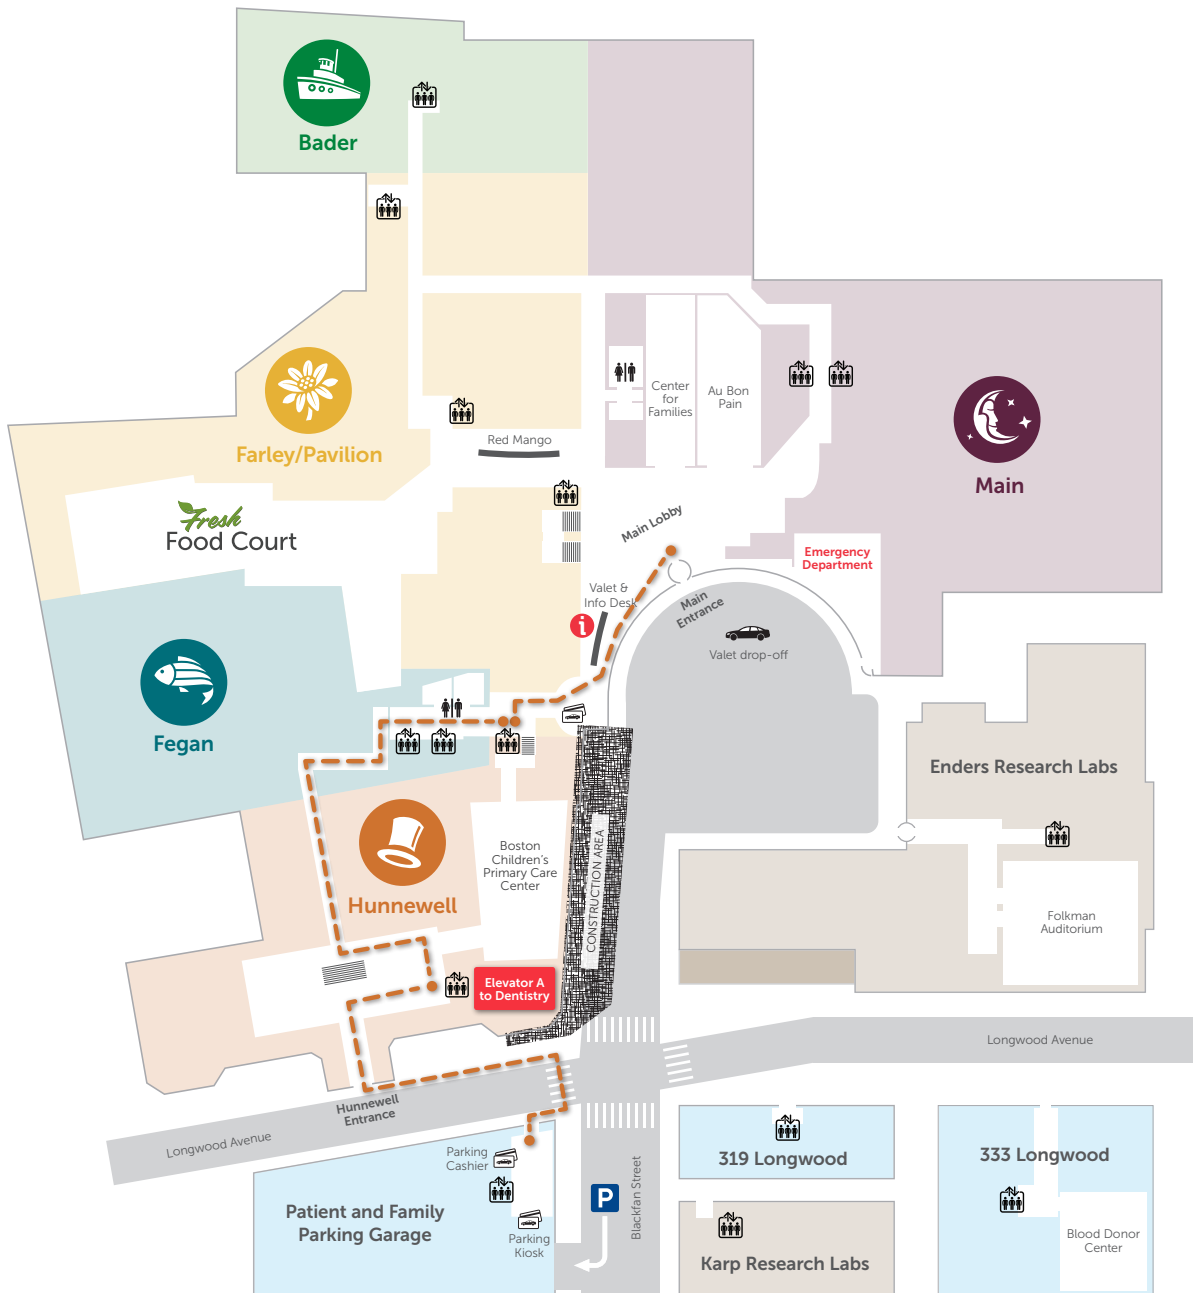 Bader
Farley/Pavilion
Red Mango
Center
for
Families
Au Bon
Pain
Main
Fresh
Food Court
Main Lobby
Emergency
Department
Valet &
Info Desk
i
Main
Entrance
Valet drop-off
Fegan
Enders Research Labs
Hunnewell
Boston
Children's
Primary Care
Center
CONSTRUCTION AREA
Folkman
Auditorium
Elevator A
to Dentistry
Longwood Avenue
Hunnewell
Entrance
Longwood Avenue
Parking
Cashier
319 Longwood
333 Longwood
Patient and Family
Parking Garage
Parking
Kiosk
P
Blackfan Street
Karp Research Labs
Blood Donor
Center